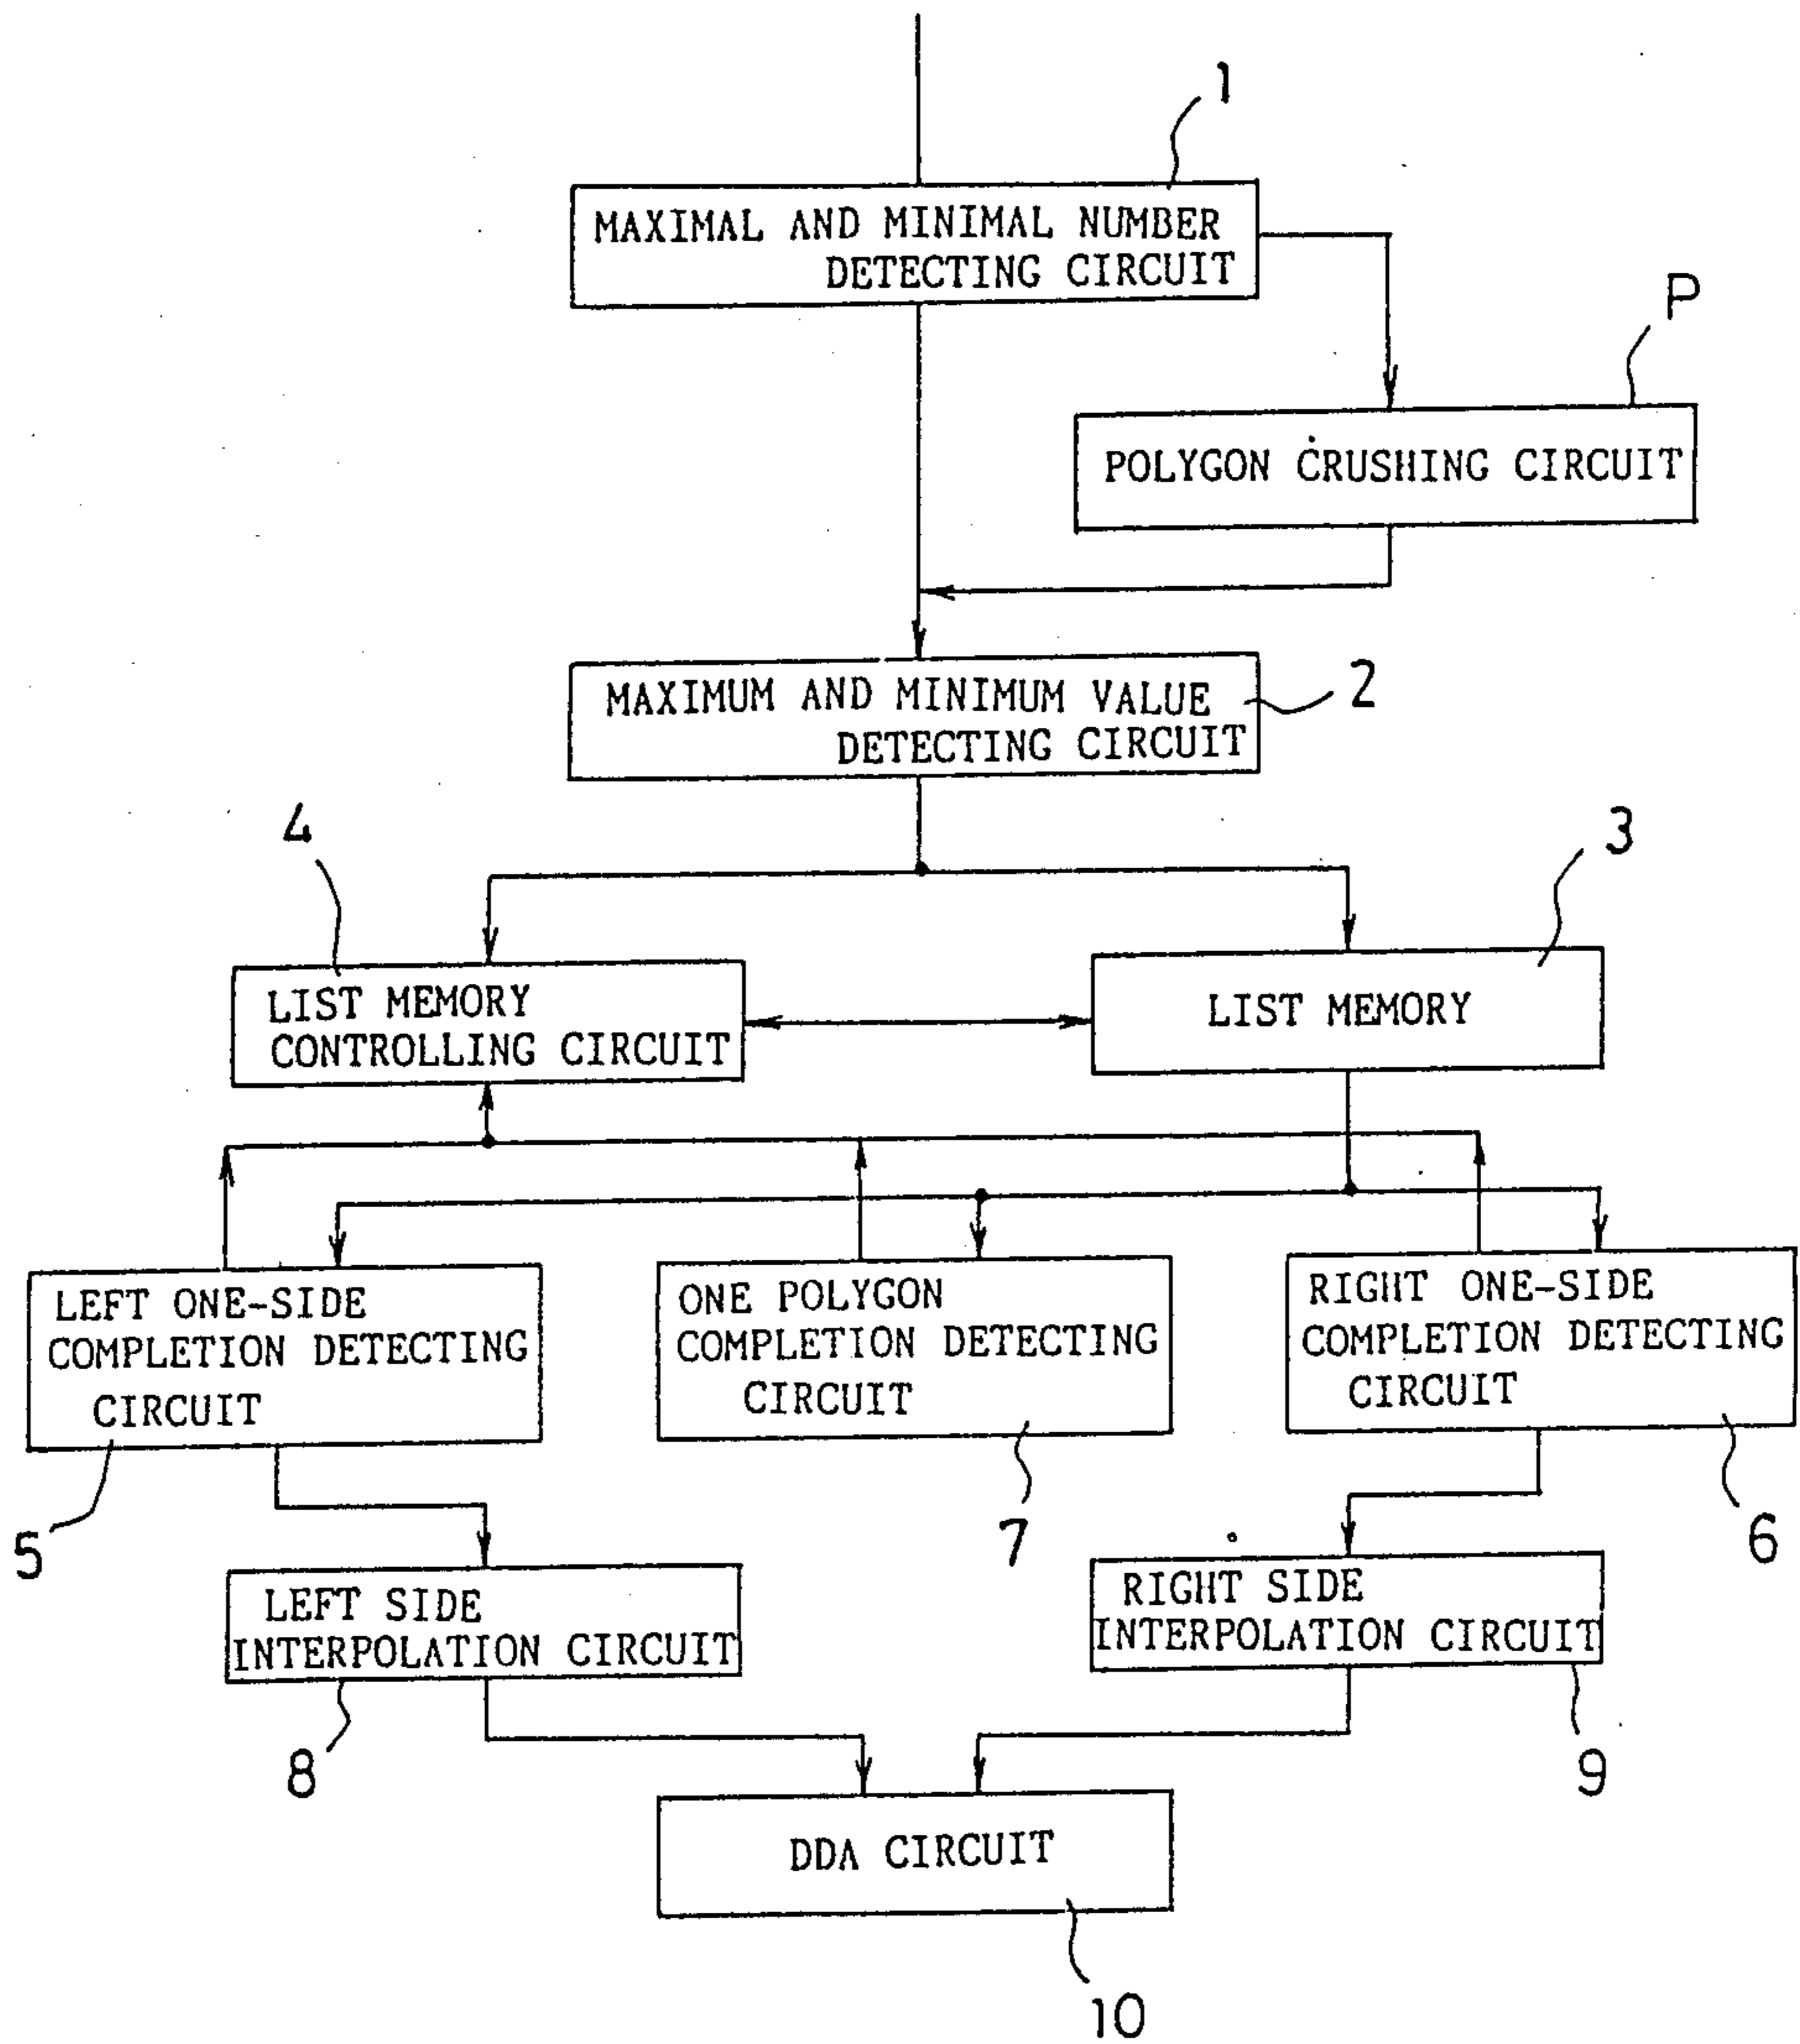 1
MAXIMAL AND MINIMAL NUMBER
DETECTING CIRCUIT
P
POLYGON CRUSHING CIRCUIT
MAXIMUM AND MINIMUM VALUE
DETECTING CIRCUIT
2
4
3
LIST MEMORY
CONTROLLING CIRCUIT
LIST MEMORY
LEFT ONE-SIDE
COMPLETION DETECTING
CIRCUIT
ONE POLYGON
COMPLETION DETECTING
CIRCUIT
RIGHT ONE-SIDE
COMPLETION DETECTING
CIRCUIT
5
7
6
LEFT SIDE
INTERPOLATION CIRCUIT
RIGHT SIDE
INTERPOLATION CIRCUIT
8
9
DDA CIRCUIT
10